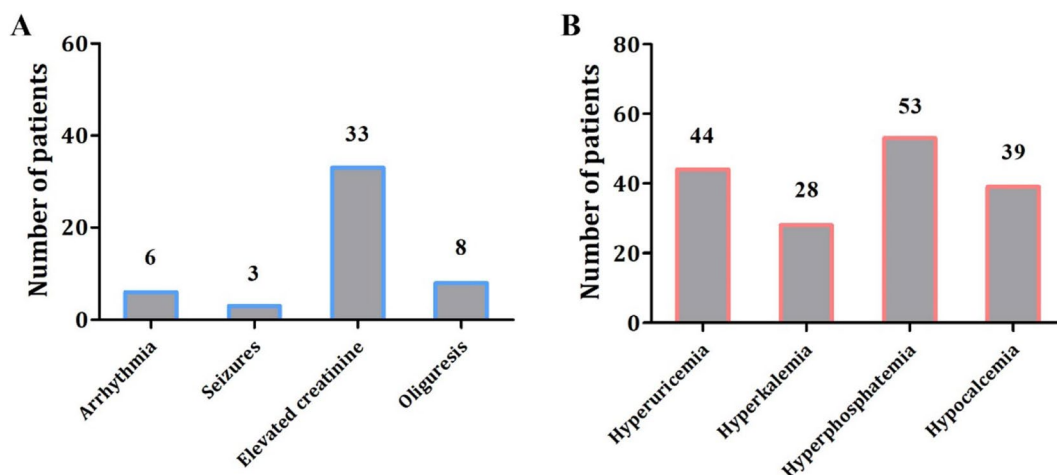 A
Number of patients
60
40
20
0
6
3
33
8
Arrhythmia
Seizures
Elevated creatinine
Oliguresis
B
Number of patients
80
60
40
20
0
44
28
53
39
Hyperuricemia
Hyperkalemia
Hyperphosphatemia
Hypocalcemia